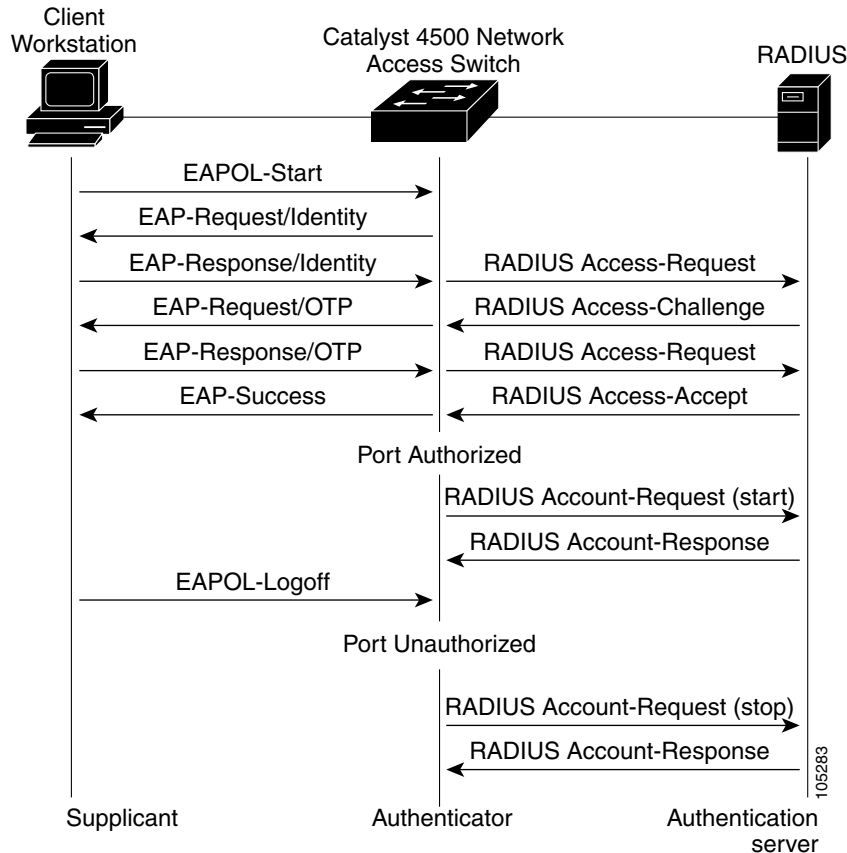 Client
Workstation
Catalyst 4500 Network
Access Switch
RADIUS
EAPOL-Start
EAP-Request/Identity
EAP-Response/Identity
RADIUS Access-Request
EAP-Request/OTP
RADIUS Access-Challenge
EAP-Response/OTP
RADIUS Access-Request
EAP-Success
RADIUS Access-Accept
Port Authorized
RADIUS Account-Request (start)
RADIUS Account-Response
EAPOL-Logoff
Port Unauthorized
RADIUS Account-Request (stop)
RADIUS Account-Response
105283
Supplicant
Authenticator
Authentication
server